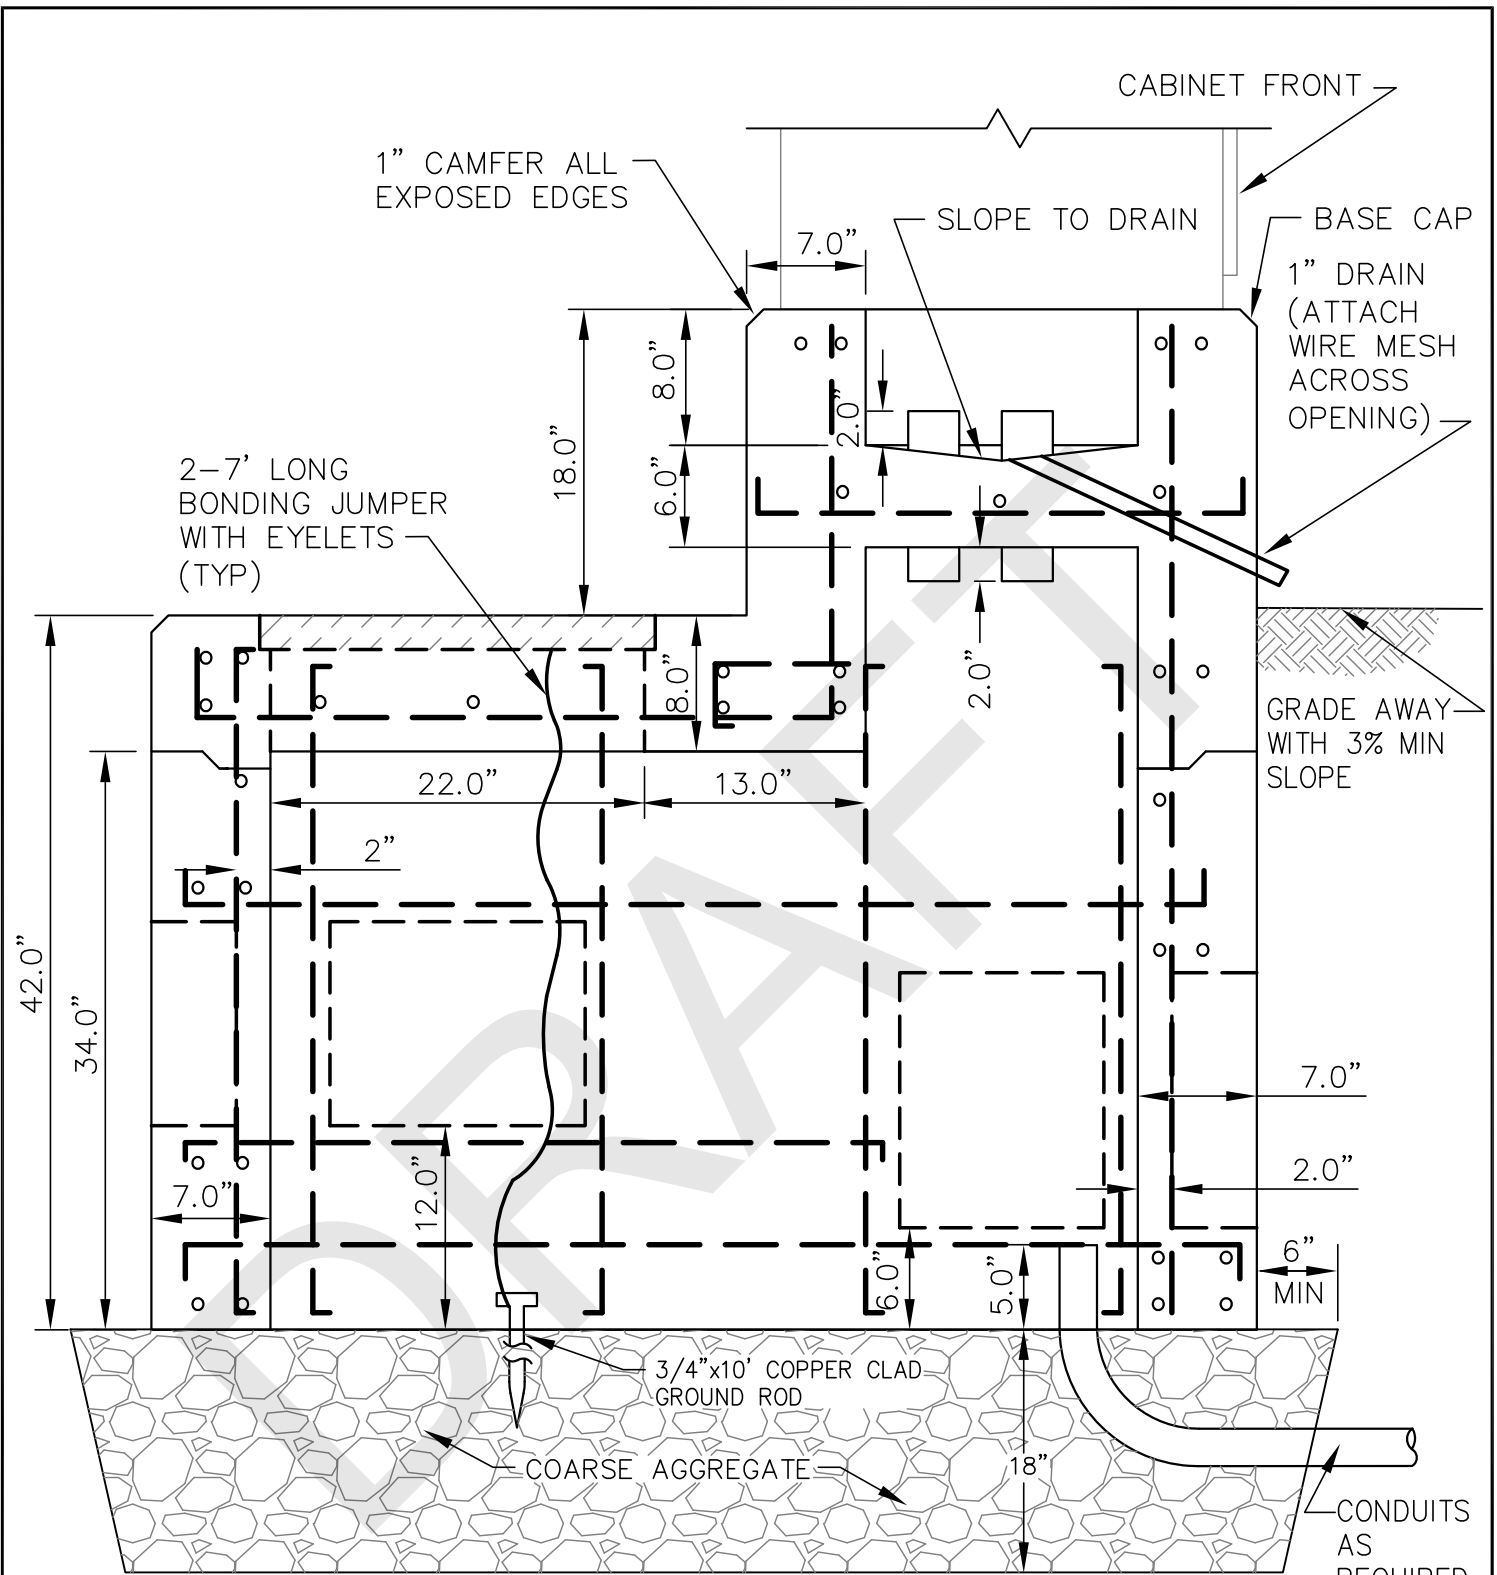 CABINET FRONT
1” CAMFER ALL
EXPOSED EDGES
SLOPE TO DRAIN
BASE CAP
7.0”
1” DRAIN
(ATTACH
WIRE MESH
ACROSS
OPENING)
8.0”
2.0”
18.0”
6.0”
2–7’ LONG
BONDING JUMPER
WITH EYELETS
(TYP)
8.0”
2.0”
GRADE AWAY
WITH 3% MIN
SLOPE
22.0”
13.0”
2”
42.0”
34.0”
7.0”
2.0”
12.0”
7.0”
6.0”
5.0”
6”
MIN
3/4”x10’ COPPER CLAD
GROUND ROD
COARSE AGGREGATE
18”
CONDUITS
AS
REQUIRED
DRAFT